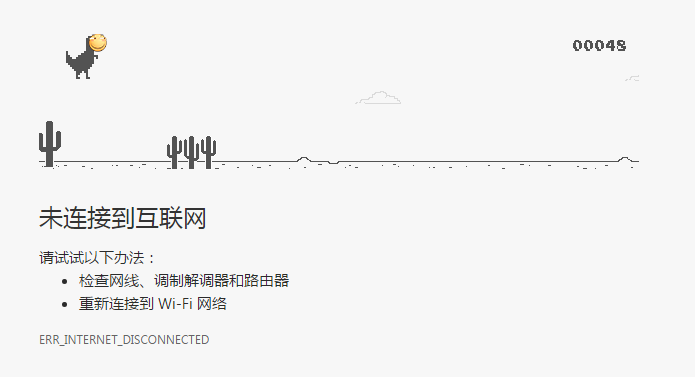 00048
未连接到互联网
请试试以下办法：
• 检查网线、调制解调器和路由器
• 重新连接到 Wi-Fi 网络
ERR_INTERNET_DISCONNECTED